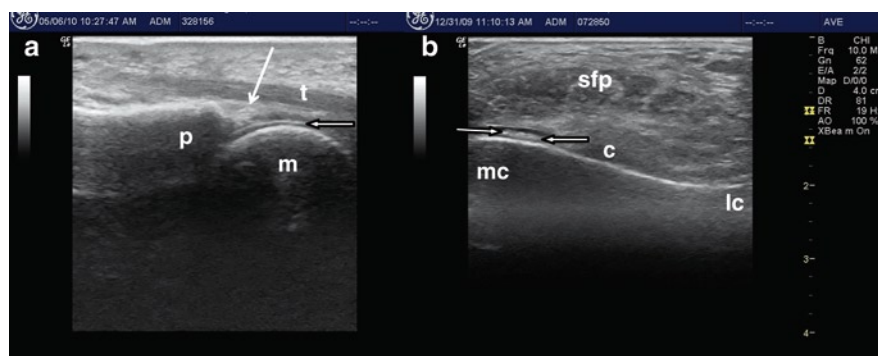 GE 05/06/10 10:27:47 AM ADM 328156 --:--:--
a
t
p
m
GE 12/31/09 11:10:13 AM ADM 072850 --:--:-- AVE
b
sfp
c
mc
lc
B CHI
Frq 10.0 M
Gn 62
E/A 2/2
Map D/0/0
D 4.0 cm
DR 81
FR 19 H
AO 100 %
XBeam On
2-
3-
4-